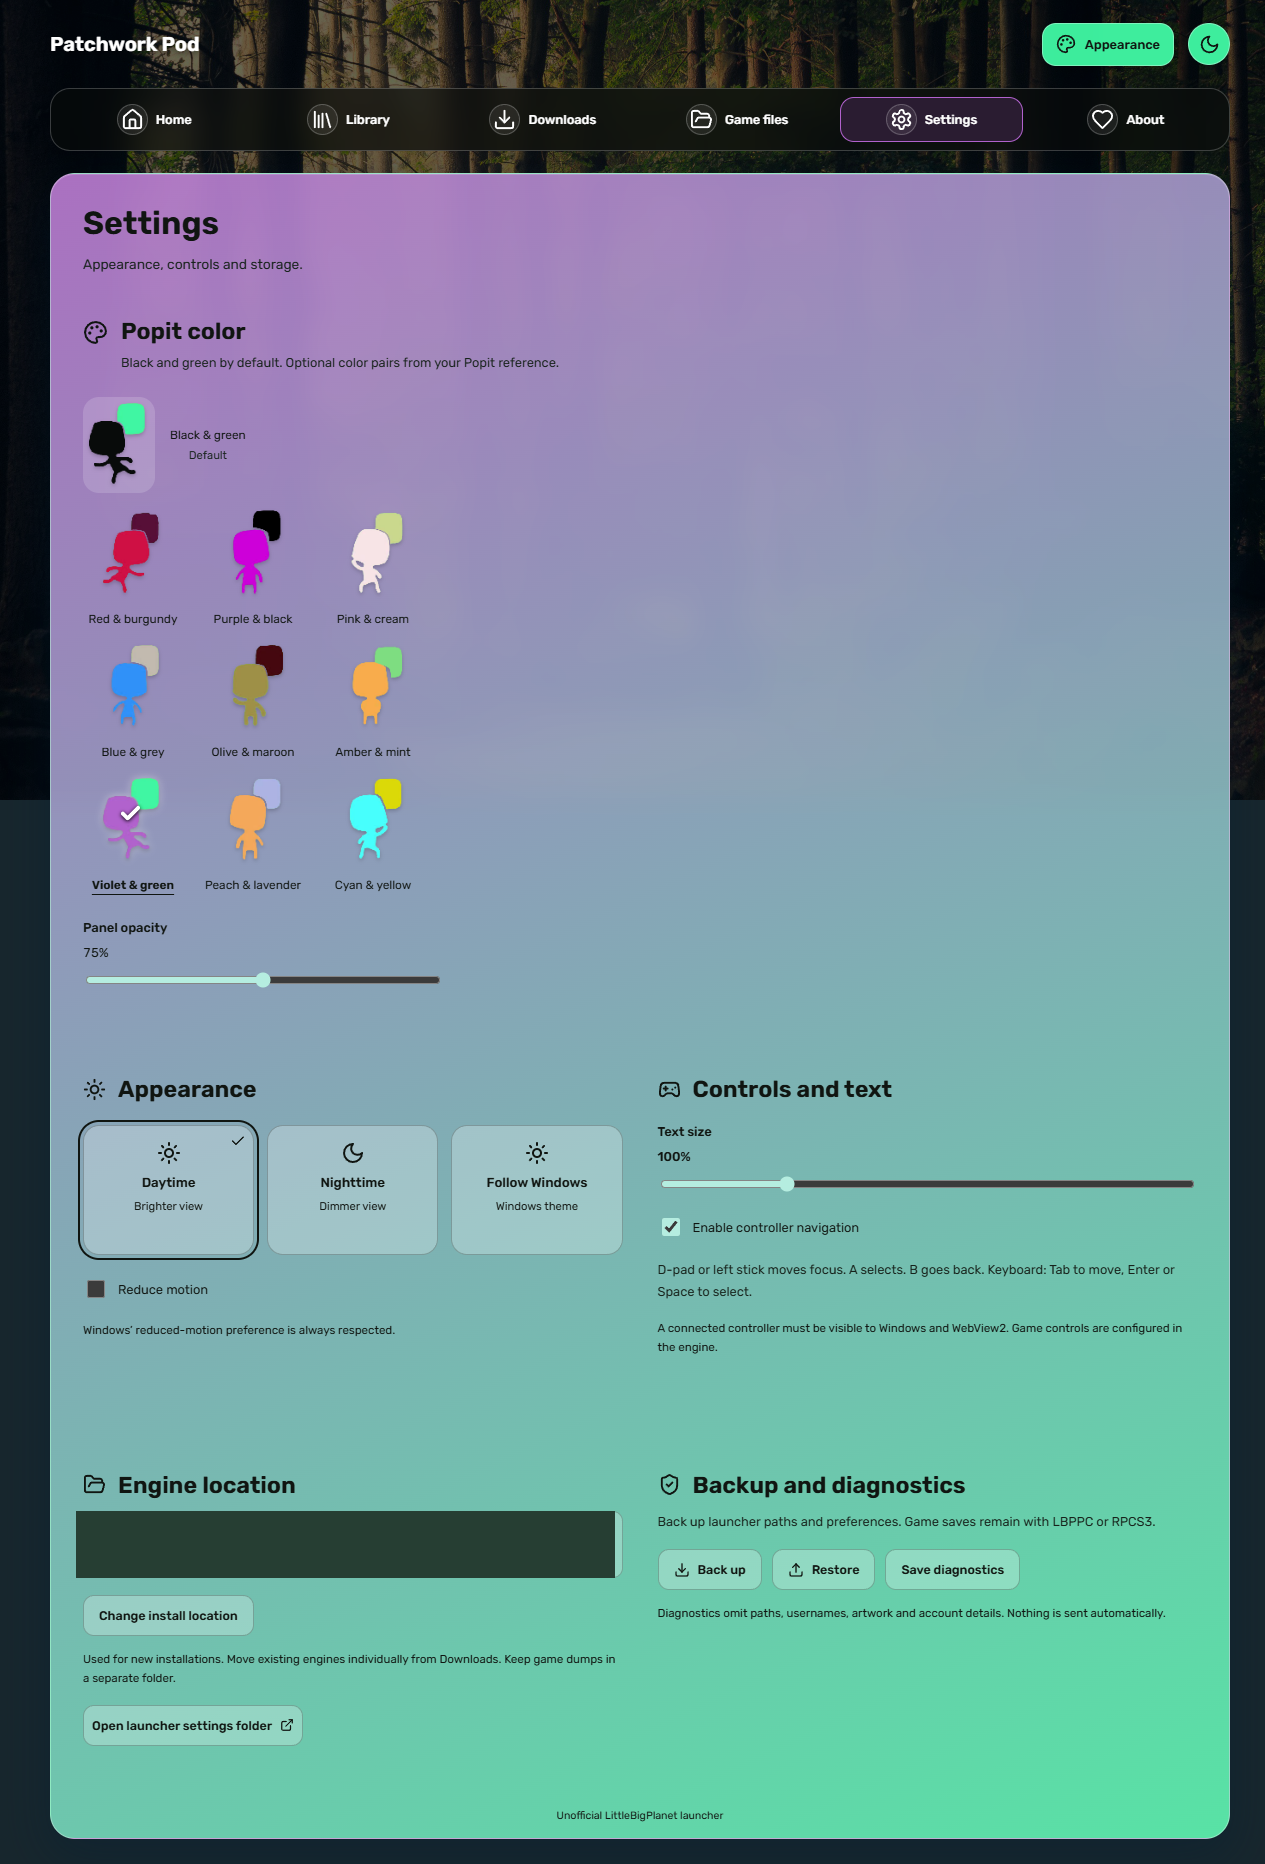 Patchwork Pod
Appearance
Home
Library
Downloads
Game files
Settings
About
Settings
Appearance, controls and storage.
Popit color
Black and green by default. Optional color pairs from your Popit reference.
Black & green
Default
Red & burgundy
Purple & black
Pink & cream
Blue & grey
Olive & maroon
Amber & mint
Violet & green
Peach & lavender
Cyan & yellow
Panel opacity
75%
Appearance
Daytime
Brighter view
Nighttime
Dimmer view
Follow Windows
Windows theme
Reduce motion
Windows' reduced-motion preference is always respected.
Controls and text
Text size
100%
Enable controller navigation
D-pad or left stick moves focus. A selects. B goes back. Keyboard: Tab to move, Enter or
Space to select.
A connected controller must be visible to Windows and WebView2. Game controls are configured in
the engine.
Engine location
Change install location
Used for new installations. Move existing engines individually from Downloads. Keep game dumps in
a separate folder.
Open launcher settings folder
Backup and diagnostics
Back up launcher paths and preferences. Game saves remain with LBPPC or RPCS3.
Back up
Restore
Save diagnostics
Diagnostics omit paths, usernames, artwork and account details. Nothing is sent automatically.
Unofficial LittleBigPlanet launcher